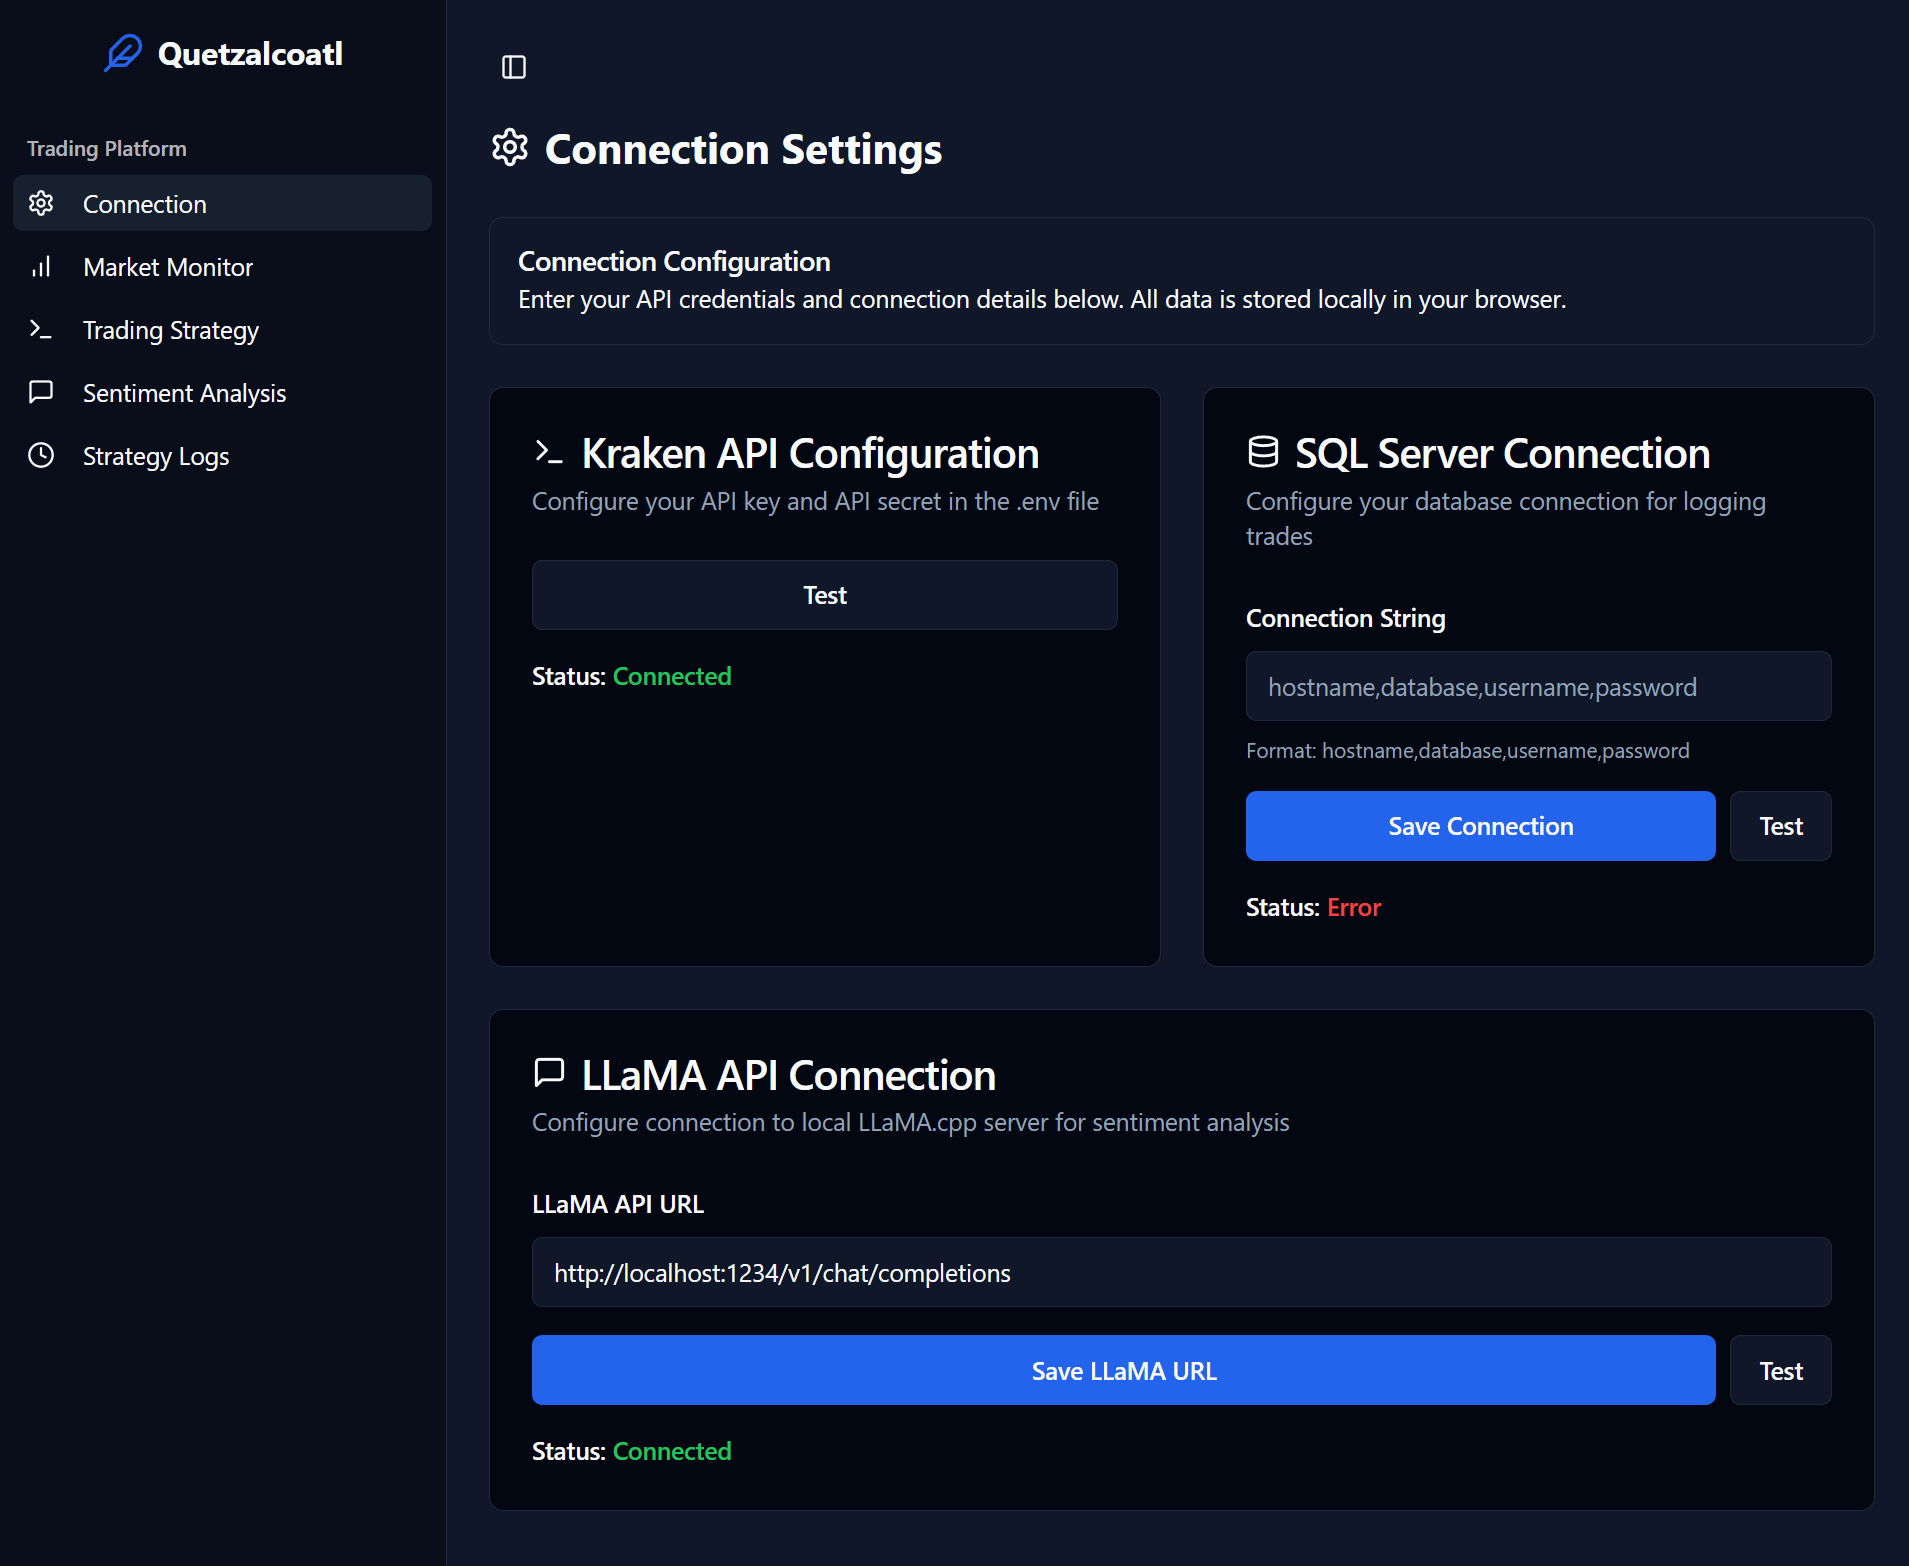 Quetzalcoatl
Trading Platform
Connection
Market Monitor
Trading Strategy
Sentiment Analysis
Strategy Logs
Connection Settings
Connection Configuration
Enter your API credentials and connection details below. All data is stored locally in your browser.
Kraken API Configuration
Configure your API key and API secret in the .env file
Test
Status: Connected
SQL Server Connection
Configure your database connection for logging
trades
Connection String
hostname,database,username,password
Format: hostname,database,username,password
Save Connection
Test
Status: Error
LLaMA API Connection
Configure connection to local LLaMA.cpp server for sentiment analysis
LLaMA API URL
http://localhost:1234/v1/chat/completions
Save LLaMA URL
Test
Status: Connected